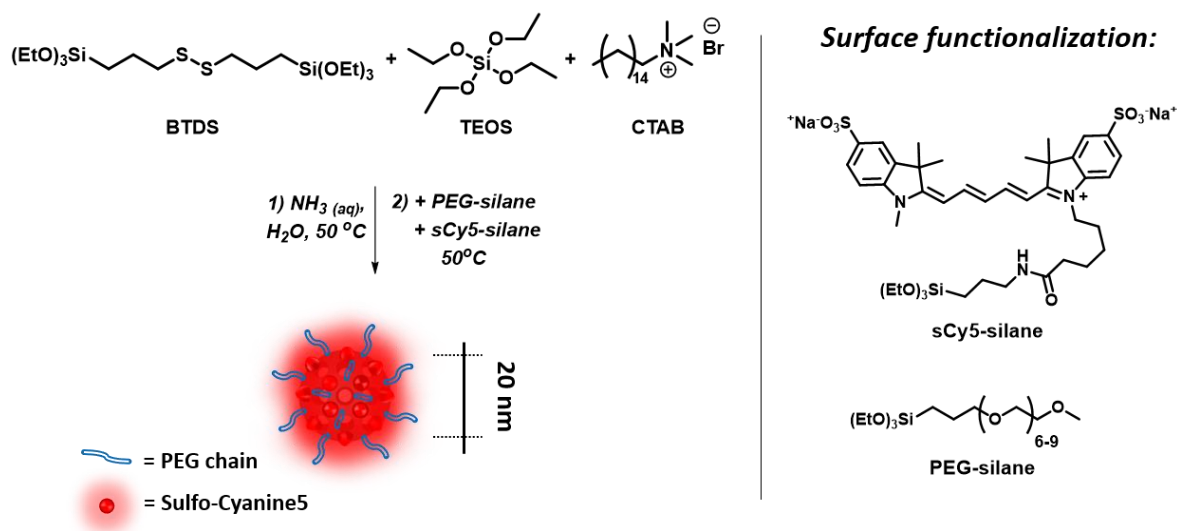 (EtO)3Si
S
S
Si(OEt)3
BTDS
+
O
O
Si
O
O
TEOS
+
14
N
⊕
⊖
Br
CTAB
1) NH3 (aq),
H2O, 50 °C
2) + PEG-silane
+ sCy5-silane
50°C
20 nm
= PEG chain
= Sulfo-Cyanine5
Surface functionalization:
+Na-O3S
SO3-Na+
N
N+
H
N
O
(EtO)3Si
sCy5-silane
(EtO)3Si
O
O
6-9
PEG-silane